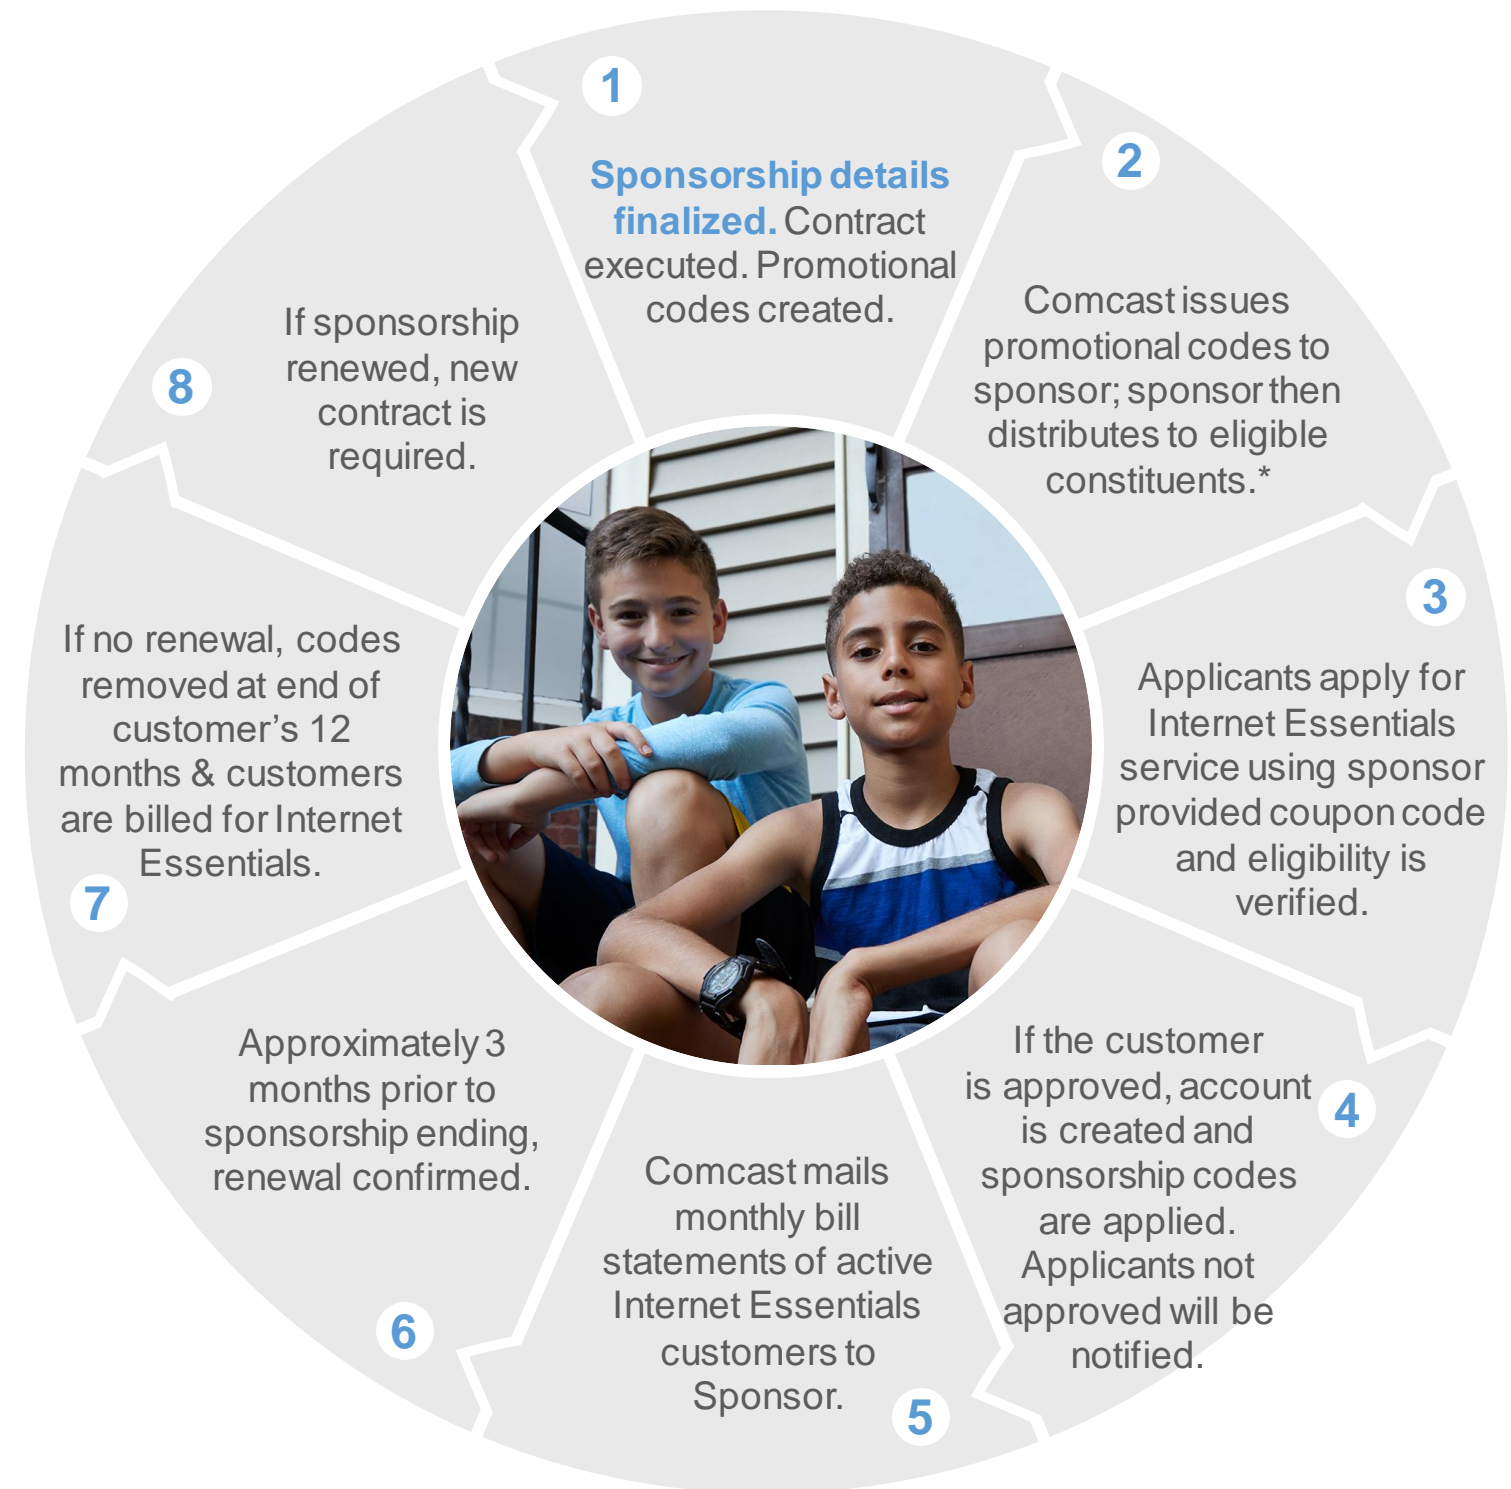 1
Sponsorship details
finalized. Contract
executed. Promotional
codes created.
2
Comcast issues
promotional codes to
sponsor; sponsor then
distributes to eligible
constituents.*
3
Applicants apply for
Internet Essentials
service using sponsor
provided coupon code
and eligibility is
verified.
4
If the customer
is approved, account
is created and
sponsorship codes
are applied.
Applicants not
approved will be
notified.
5
Comcast mails
monthly bill
statements of active
Internet Essentials
customers to
Sponsor.
6
Approximately 3
months prior to
sponsorship ending,
renewal confirmed.
7
If no renewal, codes
removed at end of
customer’s 12
months & customers
are billed for Internet
Essentials.
8
If sponsorship
renewed, new
contract is
required.